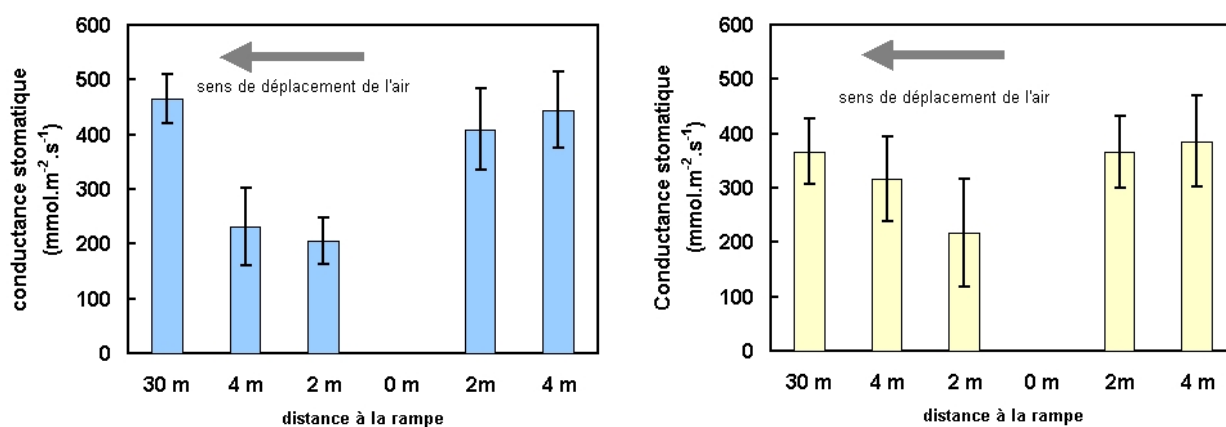 600
500
400
300
200
100
0
conductance stomatique
(mmol.m-2.s-1)
sens de déplacement de l'air
30 m
4 m
2 m
0 m
2m
4 m
distance à la rampe
600
500
400
300
200
100
0
Conductance stomatique
(mmol.m-2.s-1)
sens de déplacement de l'air
30 m
4 m
2 m
0 m
2m
4 m
distance à la rampe